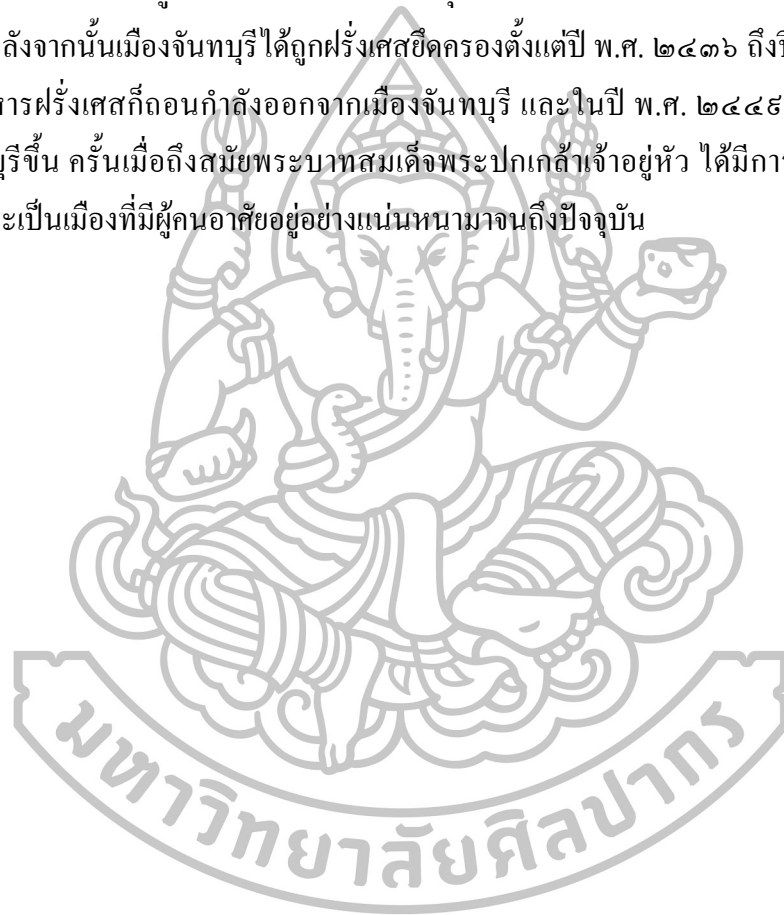 ลังจากนั้นเมืองจันทบุรีได้ถูกฝรั่งเศสยึดครองตั้งแต่ปี พ.ศ. ๒๔๓๖ ถึง
หารฝรั่งเศสก็ถอนกำลังออกจากเมืองจันทบุรี และในปี พ.ศ. ๒๔๔๙
บุรีขึ้น ครั้นเมื่อถึงสมัยพระบาทสมเด็จพระปกเกล้าเจ้าอยู่หัว ได้มีการ
ะเป็นเมืองที่มีผู้คนอาศัยอยู่อย่างแน่นหนามาจนถึงปัจจุบัน
มหาวิทยาลัยศิลปากร